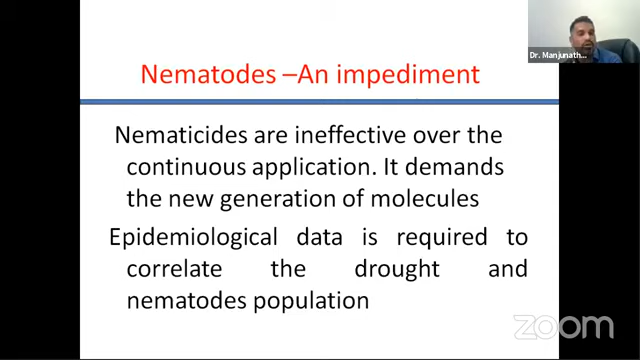 Nematodes –An impediment
Dr. Manjunath...
Nematicides are ineffective over the
continuous application. It demands
the new generation of molecules
Epidemiological data is required to
correlate the drought and
nematodes population
zoom